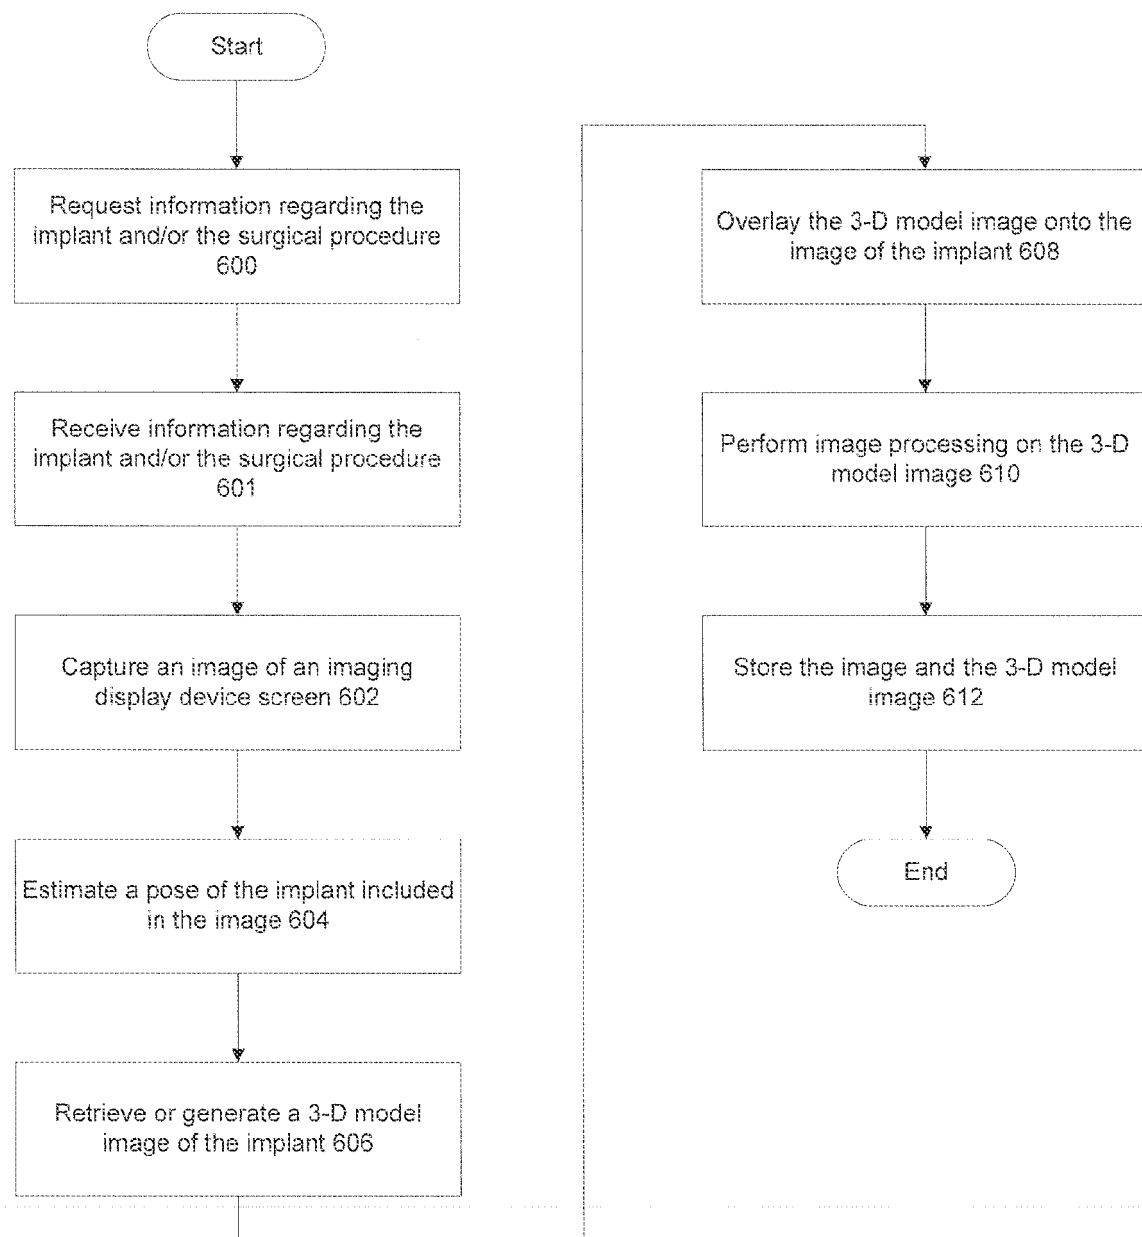 Start
Request information regarding the
implant and/or the surgical procedure
600
Receive information regarding the
implant and/or the surgical procedure
601
Capture an image of an imaging
display device screen 602
Estimate a pose of the implant included
in the image 604
Retrieve or generate a 3-D model
image of the implant 606
Overlay the 3-D model image onto the
image of the implant 608
Perform image processing on the 3-D
model image 610
Store the image and the 3-D model
image 612
End